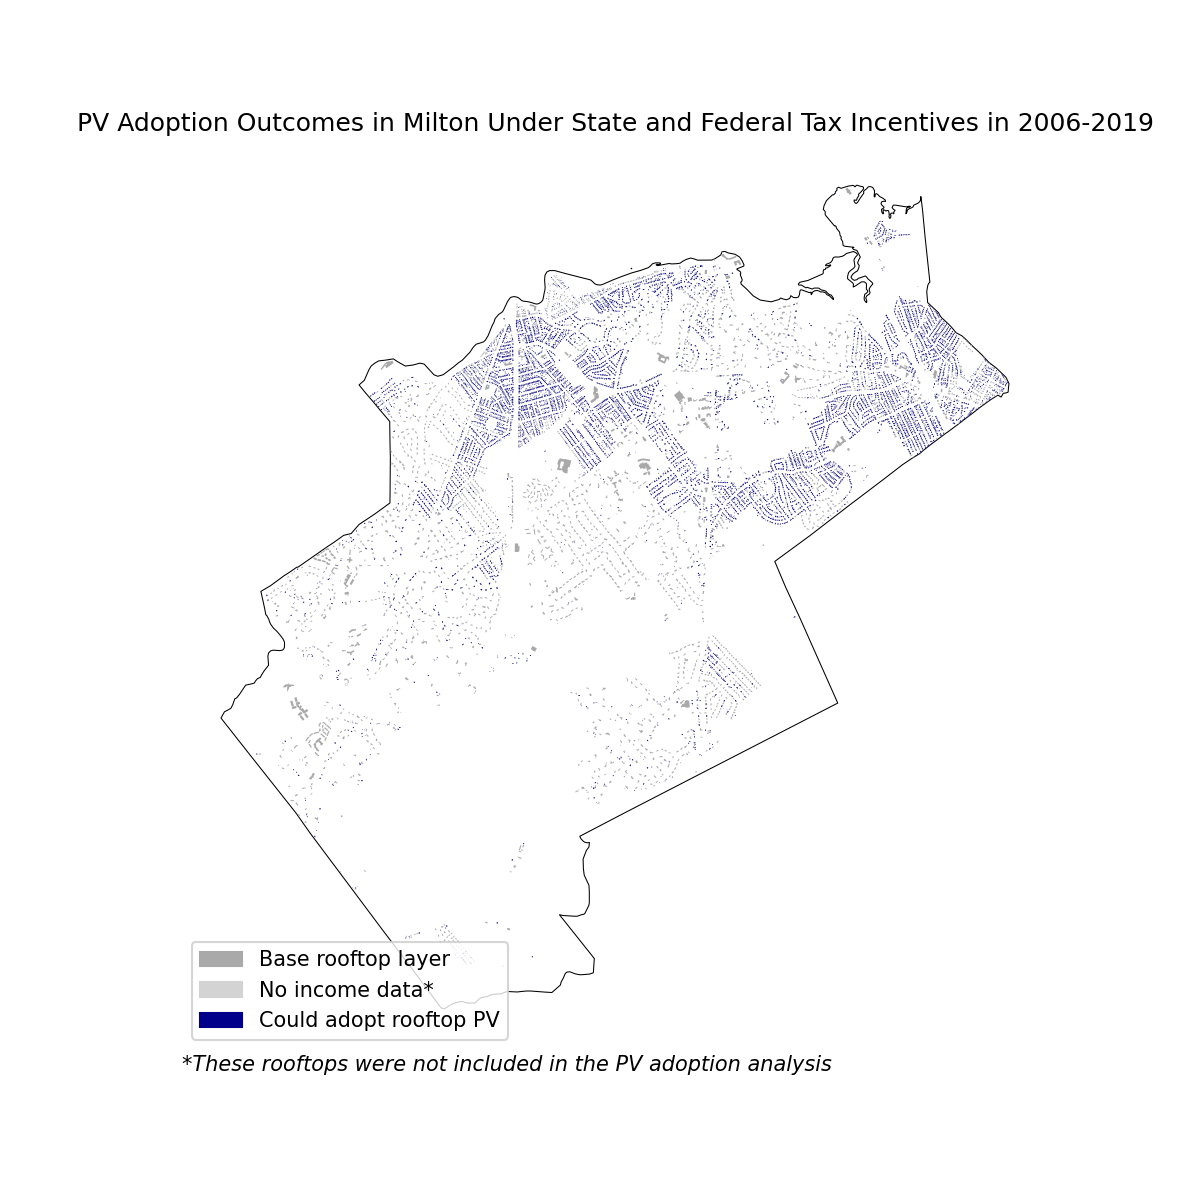 PV Adoption Outcomes in Milton Under State and Federal Tax Incentives in 2006-2019
Base rooftop layer
No income data*
Could adopt rooftop PV
*These rooftops were not included in the PV adoption analysis